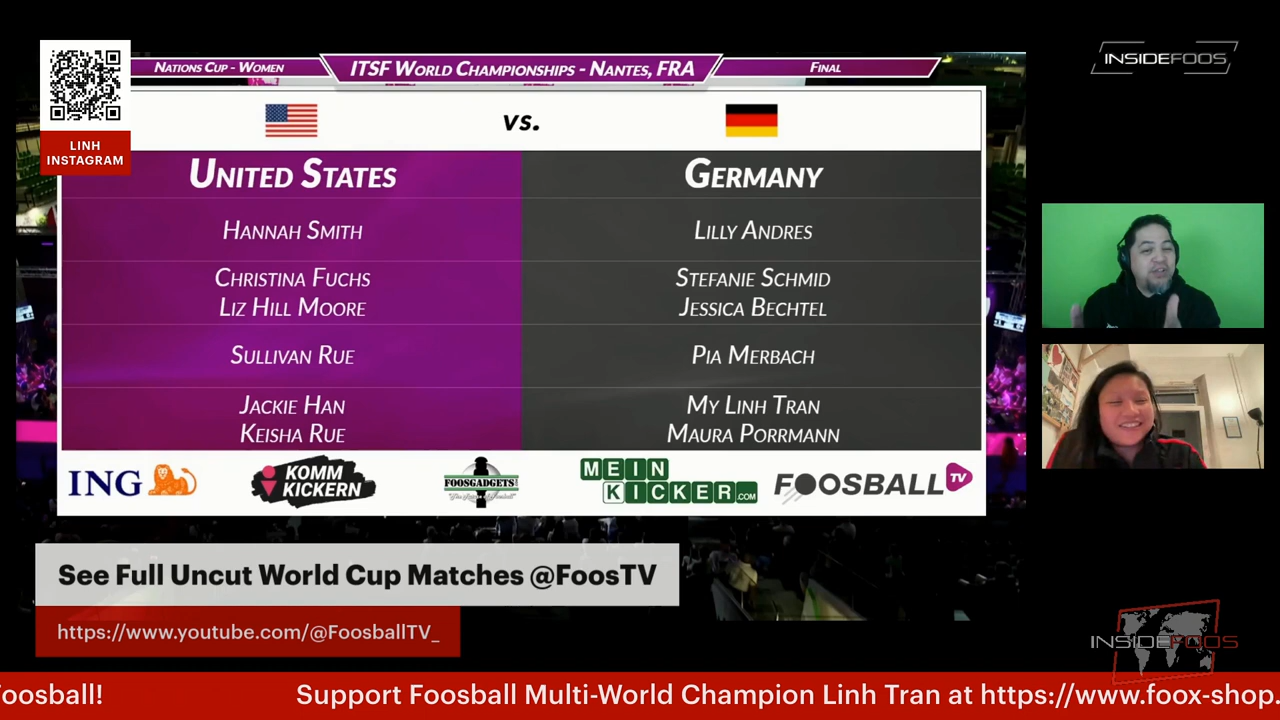 LINH
INSTAGRAM
NATIONS CUP - WOMEN
ITSF WORLD CHAMPIONSHIPS - NANTES, FRA
FINAL
INSIDEFOOS
VS.
UNITED STATES
GERMANY
HANNAH SMITH
LILLY ANDRES
CHRISTINA FUCHS
LIZ HILL MOORE
STEFANIE SCHMID
JESSICA BECHTEL
SULLIVAN RUE
PIA MERBACH
JACKIE HAN
KEISHA RUE
MY LINH TRAN
MAURA PORRMANN
ING
KOMM
KICKERN
FOOSGADGETS!
MEIN
KICKER.COM
FOOSBALL TV
See Full Uncut World Cup Matches @FoosTV
https://www.youtube.com/@FoosballTV_
INSIDEFOOS
oosball!
Support Foosball Multi-World Champion Linh Tran at https://www.foox-shop.